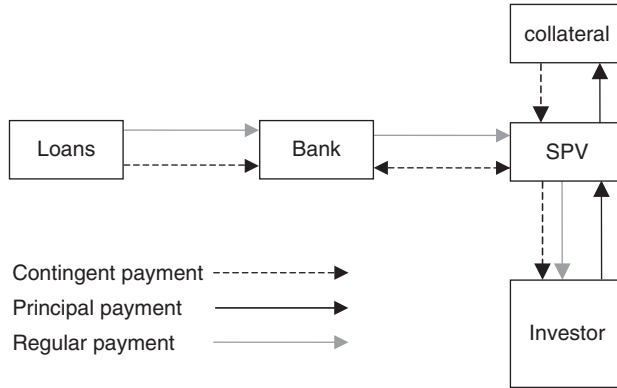 collateral
Loans
Bank
SPV
Contingent payment
Principal payment
Regular payment
Investor